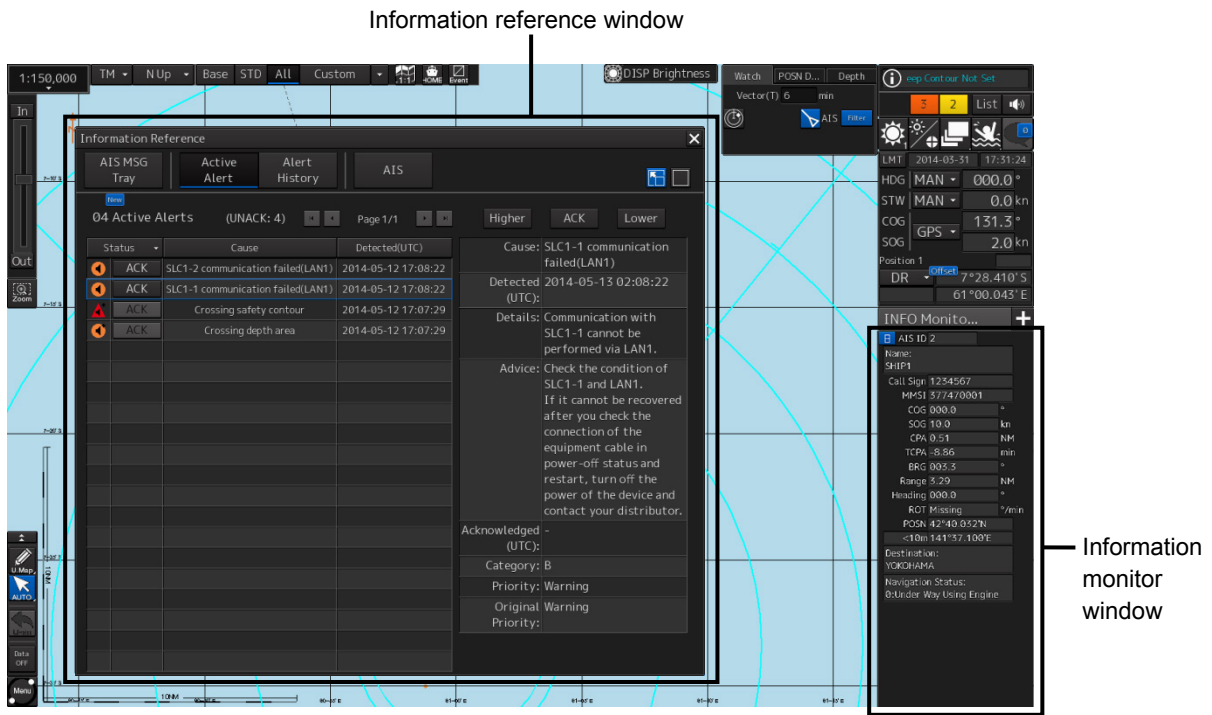 Information reference window
1:150,000
TM N Up Base STD All Custom 1:1 HOME Event
DISP Brightness
Watch POSN D... Depth
Vector(T) 6 min
AIS Filter
eep Contour Not Set
3 2 List
0
LMT 2014-03-31 17:31:24
HDG MAN 000.0 °
STW MAN 0.0 kn
COG 131.3 °
GPS
SOG 2.0 kn
Position 1
Offset
DR 7°28.410'S
61°00.043'E
INFO Monito... +
AIS ID 2
Name:
SHIP1
Call Sign 1234567
MMSI 377470001
COG 000.0 °
SOG 10.0 kn
CPA 0.51 NM
TCPA -8.86 min
BRG 003.3 °
Range 3.29 NM
Heading 000.0 °
ROT Missing °/min
POSN 42°40.032'N
<10m 141°37.100'E
Destination:
YOKOHAMA
Navigation Status:
0:Under Way Using Engine
Information
monitor
window
In
Out
Zoom
U.Map
AUTO
Data
OFF
Menu
10NM
10NM
Information Reference
AIS MSG
Tray
Active
Alert
Alert
History
AIS
New
04 Active Alerts (UNACK: 4) Page 1/1 Higher ACK Lower
Status Cause Detected(UTC)
ACK SLC1-2 communication failed(LAN1) 2014-05-12 17:08:22
ACK SLC1-1 communication failed(LAN1) 2014-05-12 17:08:22
ACK Crossing safety contour 2014-05-12 17:07:29
ACK Crossing depth area 2014-05-12 17:07:29
Cause: SLC1-1 communication
failed(LAN1)
Detected 2014-05-13 02:08:22
(UTC):
Details: Communication with
SLC1-1 cannot be
performed via LAN1.
Advice: Check the condition of
SLC1-1 and LAN1.
If it cannot be recovered
after you check the
connection of the
equipment cable in
power-off status and
restart, turn off the
power of the device and
contact your distributor.
Acknowledged -
(UTC):
Category: B
Priority: Warning
Original Warning
Priority: